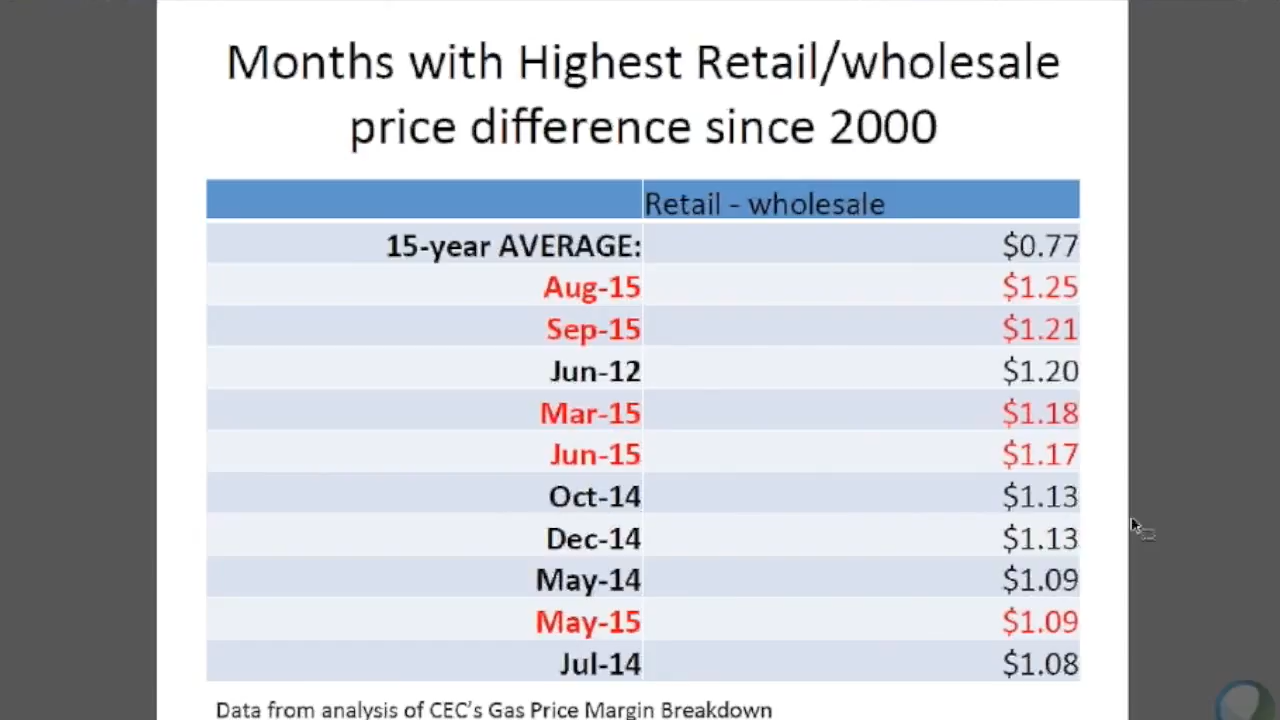 Months with Highest Retail/wholesale
price difference since 2000
Retail - wholesale
15-year AVERAGE: $0.77
Aug-15 $1.25
Sep-15 $1.21
Jun-12 $1.20
Mar-15 $1.18
Jun-15 $1.17
Oct-14 $1.13
Dec-14 $1.13
May-14 $1.09
May-15 $1.09
Jul-14 $1.08
Data from analysis of CEC's Gas Price Margin Breakdown